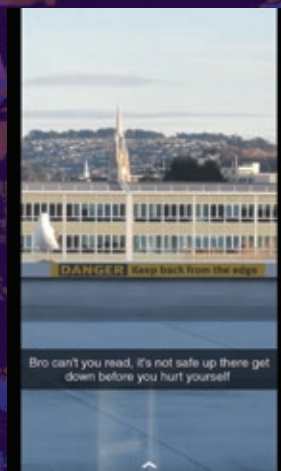 DANGER Keep back from the edge
Bro can't you read, it's not safe up there get
down before you hurt yourself